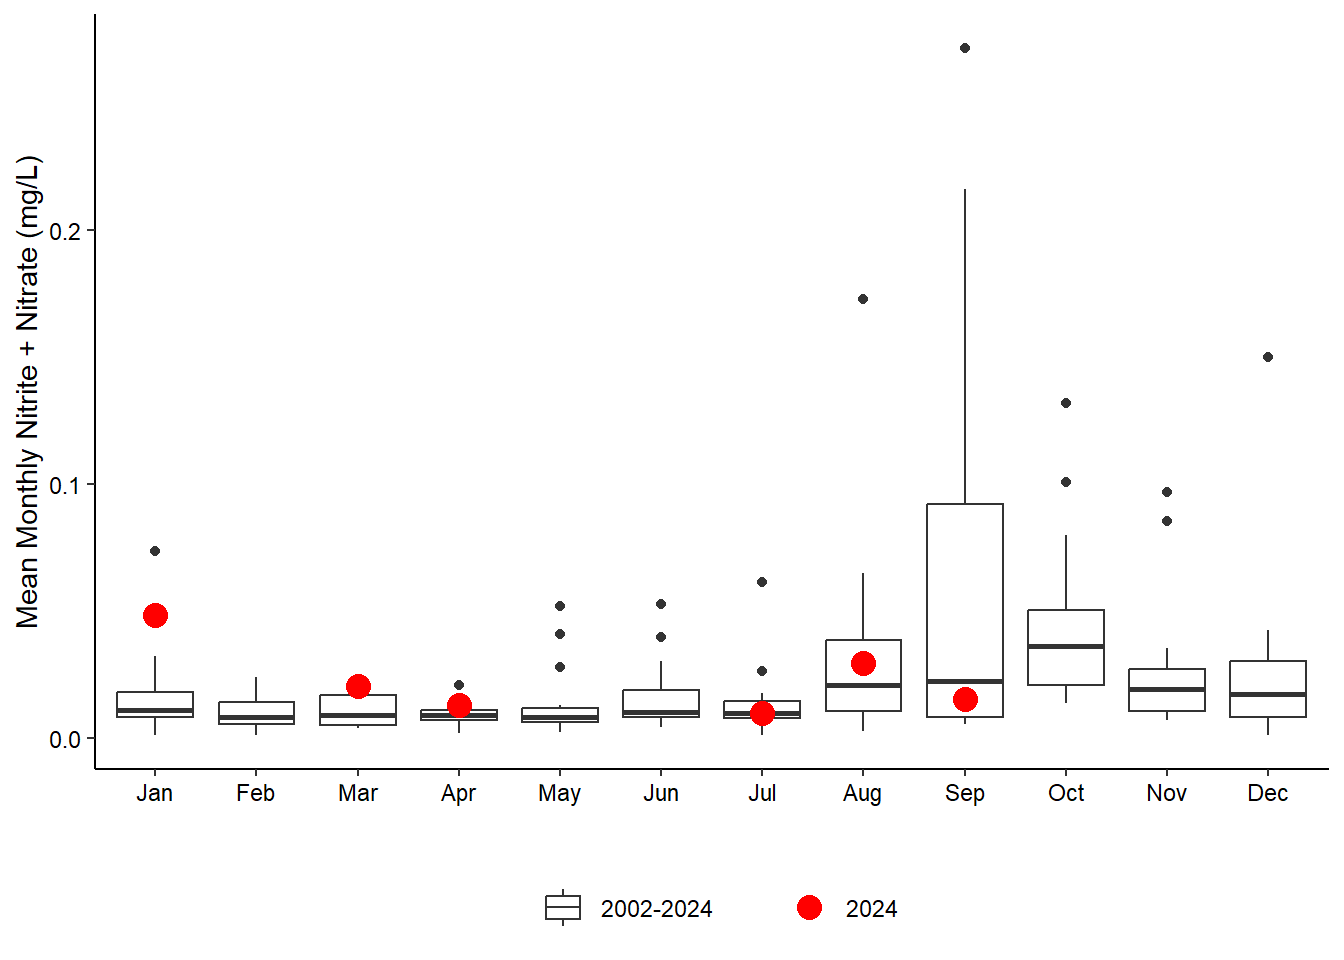 Mean Monthly Nitrite + Nitrate (mg/L)
0.2
0.1
0.0
Jan Feb Mar Apr May Jun Jul Aug Sep Oct Nov Dec
2002-2024 2024